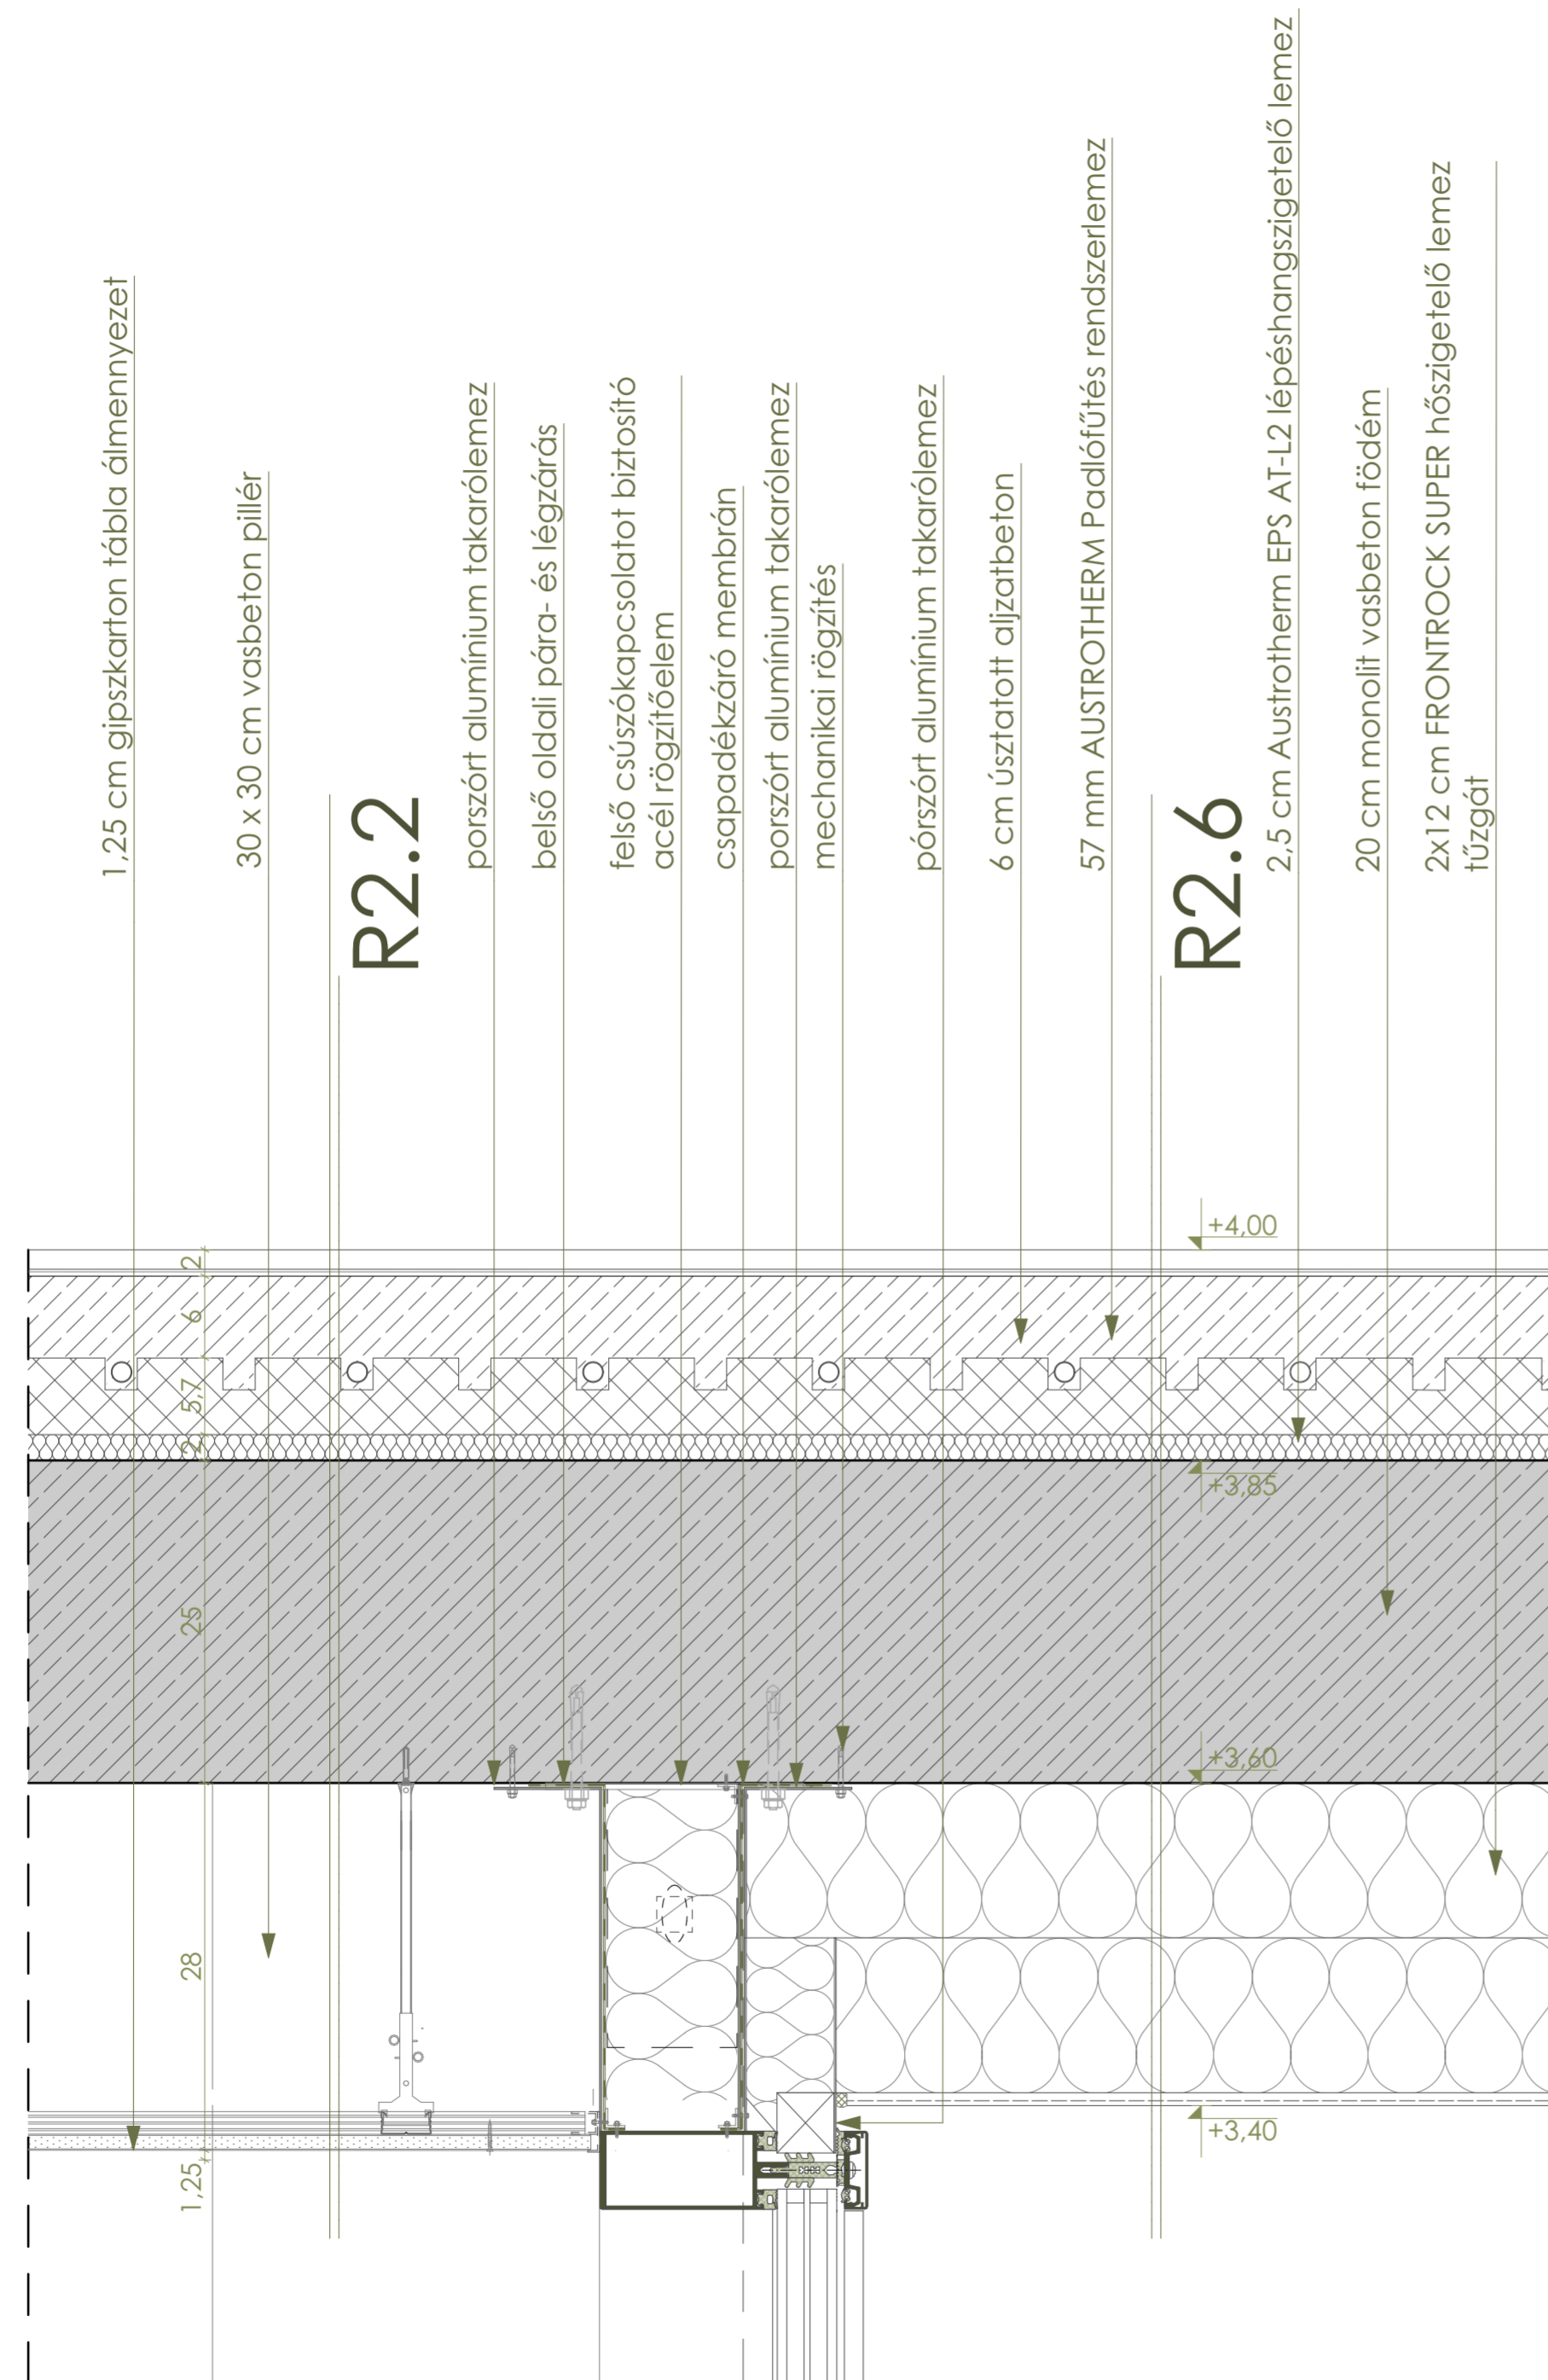 1,25 cm gipszkarton tábla álmennyezet
30 x 30 cm vasbeton pillér
R2.2
porszórt alumínium takarólemez
belső oldali pára- és légzárás
felső csúszókapcsolatot biztosító
acél rögzítőelem
csapadékzáró membrán
porszórt alumínium takarólemez
mechanikai rögzítés
pórszórt alumínium takarólemez
6 cm úsztatott aljzatbeton
57 mm AUSTROTHERM Padlófűtés rendszerlemez
R2.6
2,5 cm Austrotherm EPS AT-L2 lépéshangszigetelő lemez
20 cm monolit vasbeton födém
2x12 cm FRONTROCK SUPER hőszigetelő lemez
tűzgát
+4,00
2
6
5,7
2
+3,85
25
+3,60
28
+3,40
1,25